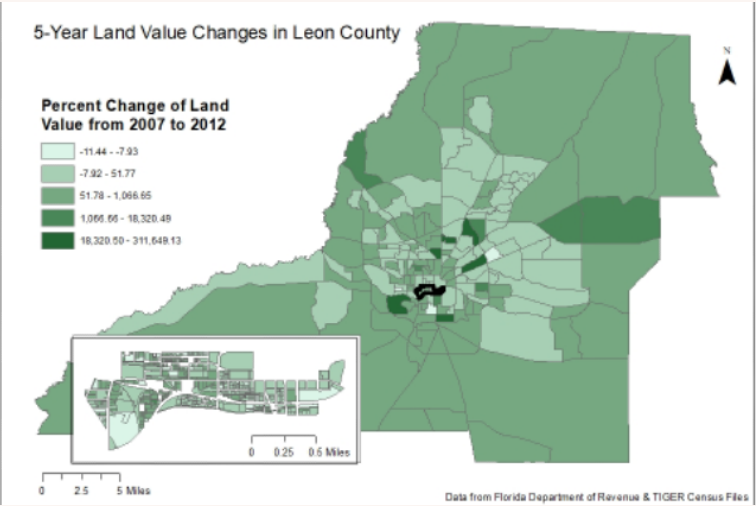 5-Year Land Value Changes in Leon County
N
Percent Change of Land
Value from 2007 to 2012
-11.44 - -7.93
-7.92 - 51.77
51.78 - 1,066.65
1,066.66 - 18,320.49
18,320.50 - 311,649.13
0 0.25 0.5 Miles
0 2.5 5 Miles
Data from Florida Department of Revenue & TIGER Census Files